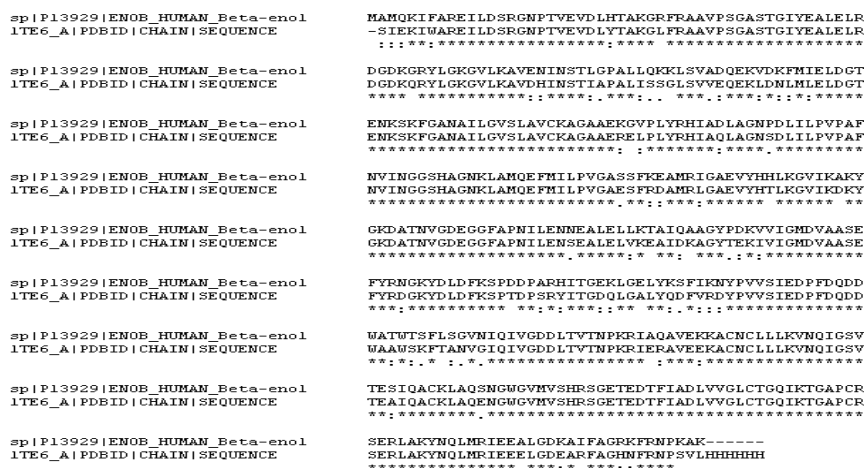 sp|P13929|ENOB_HUMAN_Beta-enol MAMQKIFAREILDSRGNPTVEVDLHTAKGRFRAAVPSGASTGIYEALELR
1TE6_A|PDBID|CHAIN|SEQUENCE -SIEKIWAREILDSRGNPTVEVDLYTAKGLFRAAVPSGASTGIYEALELR
 :::**:*****************:**** ********************
sp|P13929|ENOB_HUMAN_Beta-enol DGDKGRYLGKGVLKAVENINSTLGPALLQKKLSVADQEKVDKFMIELDGT
1TE6_A|PDBID|CHAIN|SEQUENCE DGDKQRYLGKGVLKAVDHINSTIAPALISSGLSVVEQEKLDNLMLELDGT
**** ***********::****:.***:.. ***.:***:*::*:*****
sp|P13929|ENOB_HUMAN_Beta-enol ENKSKFGANAILGVSLAVCKAGAAEKGVPLYRHIADLAGNPDLILPVPAF
1TE6_A|PDBID|CHAIN|SEQUENCE ENKSKFGANAILGVSLAVCKAGAAERELPLYRHIAQLAGNSDLILPVPAF
*************************: :*******:****.*********
sp|P13929|ENOB_HUMAN_Beta-enol NVINGGSHAGNKLAMQEFMILPVGASSFKEAMRIGAEVYHHLKGVIKAKY
1TE6_A|PDBID|CHAIN|SEQUENCE NVINGGSHAGNKLAMQEFMILPVGAESFRDAMRLGAEVYHTLKGVIKDKY
*************************.**::***:****** ****** **
sp|P13929|ENOB_HUMAN_Beta-enol GKDATNVGDEGGFAPNILENNEALELLKTAIQAAGYPDKVVIGMDVAASE
1TE6_A|PDBID|CHAIN|SEQUENCE GKDATNVGDEGGFAPNILENSEALELVKEAIDKAGYTEKIVIGMDVAASE
********************.*****:* **: ***.:*:**********
sp|P13929|ENOB_HUMAN_Beta-enol FYRNGKYDLDFKSPDDPARHITGEKLGELYKSFIKNYPVVSIEDPFDQDD
1TE6_A|PDBID|CHAIN|SEQUENCE FYRDGKYDLDFKSPTDPSRYITGDQLGALYQDFVRDYPVVSIEDPFDQDD
***:********** **:*:***::** **:.*:::**************
sp|P13929|ENOB_HUMAN_Beta-enol WATWTSFLSGVNIQIVGDDLTVTNPKRIAQAVEKKACNCLLLKVNQIGSV
1TE6_A|PDBID|CHAIN|SEQUENCE WAAWSKFTANVGIQIVGDDLTVTNPKRIERAVEEKACNCLLLKVNQIGSV
**:*:.* :.*.**************** :***:****************
sp|P13929|ENOB_HUMAN_Beta-enol TESIQACKLAQSNGWGVMVSHRSGETEDTFIADLVVGLCTGQIKTGAPCR
1TE6_A|PDBID|CHAIN|SEQUENCE TEAIQACKLAQENGWGVMVSHRSGETEDTFIADLVVGLCTGQIKTGAPCR
**:********.**************************************
sp|P13929|ENOB_HUMAN_Beta-enol SERLAKYNQLMRIEEALGDKAIFAGRKFRNPKAK------
1TE6_A|PDBID|CHAIN|SEQUENCE SERLAKYNQLMRIEEELGDEARFAGHNFRNPSVLHHHHHH
*************** ***:* ***::****